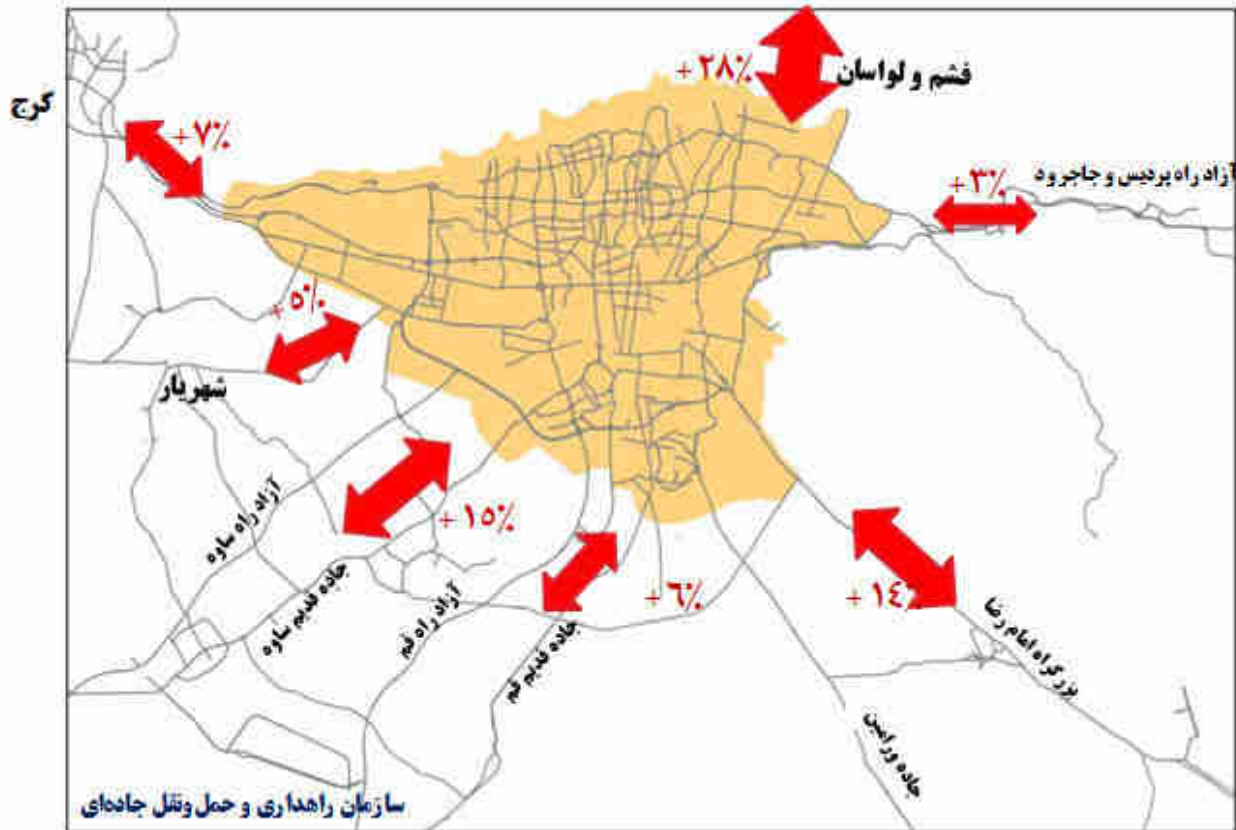 +۲۸٪
فشم و لواسان
کرج
+۷٪
آزاد راه پردیس و جاجرود
+۳٪
+۵٪
شهریار
+۱۵٪
آزاد راه ساوه
جاده قدیم ساوه
آزاد راه قم
جاده قدیم قم
+۶٪
+۱٤٪
بزرگراه امام رضا
جاده ورامین
سازمان راهداری و حمل ونقل جاده‌ای